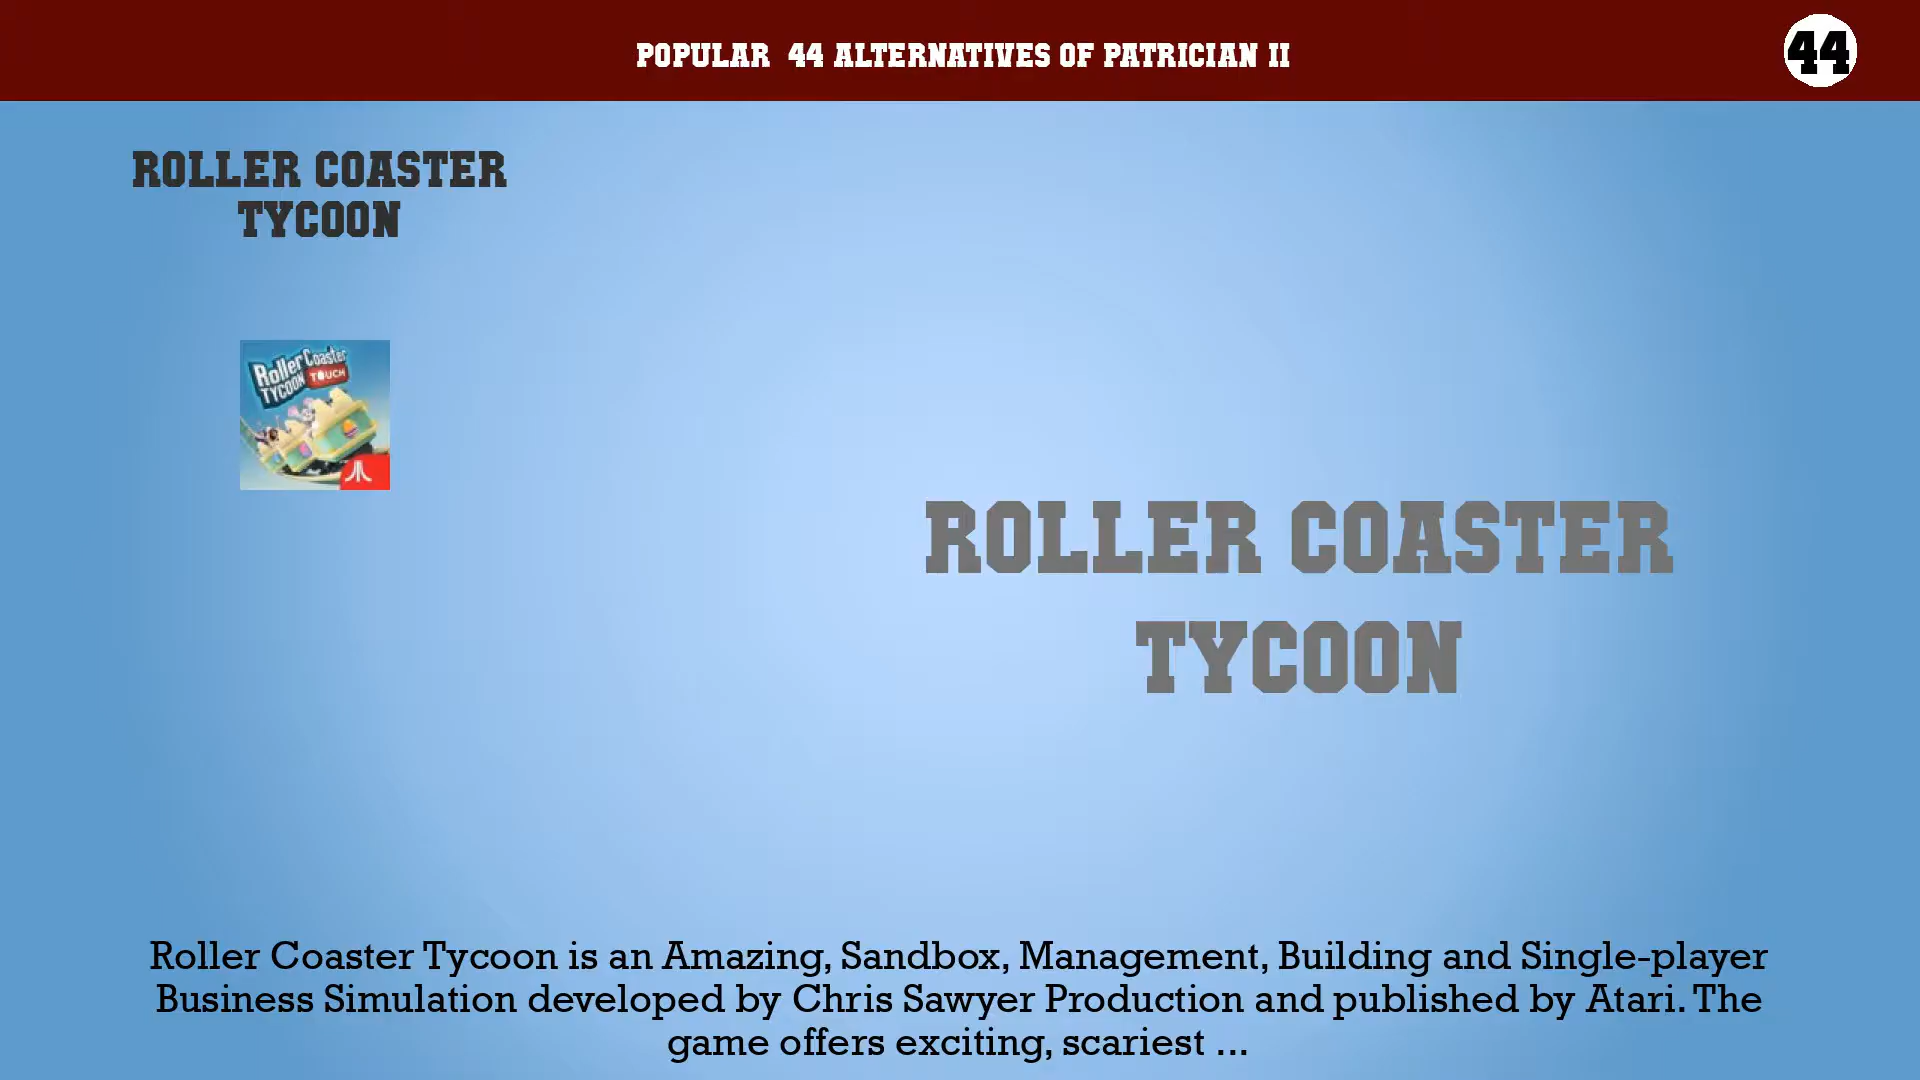 POPULAR 44 ALTERNATIVES OF PATRICIAN II
44
ROLLER COASTER
TYCOON
Roller Coaster
TYCOON TOUCH
ROLLER COASTER
TYCOON
Roller Coaster Tycoon is an Amazing, Sandbox, Management, Building and Single-player
Business Simulation developed by Chris Sawyer Production and published by Atari. The
game offers exciting, scariest ...